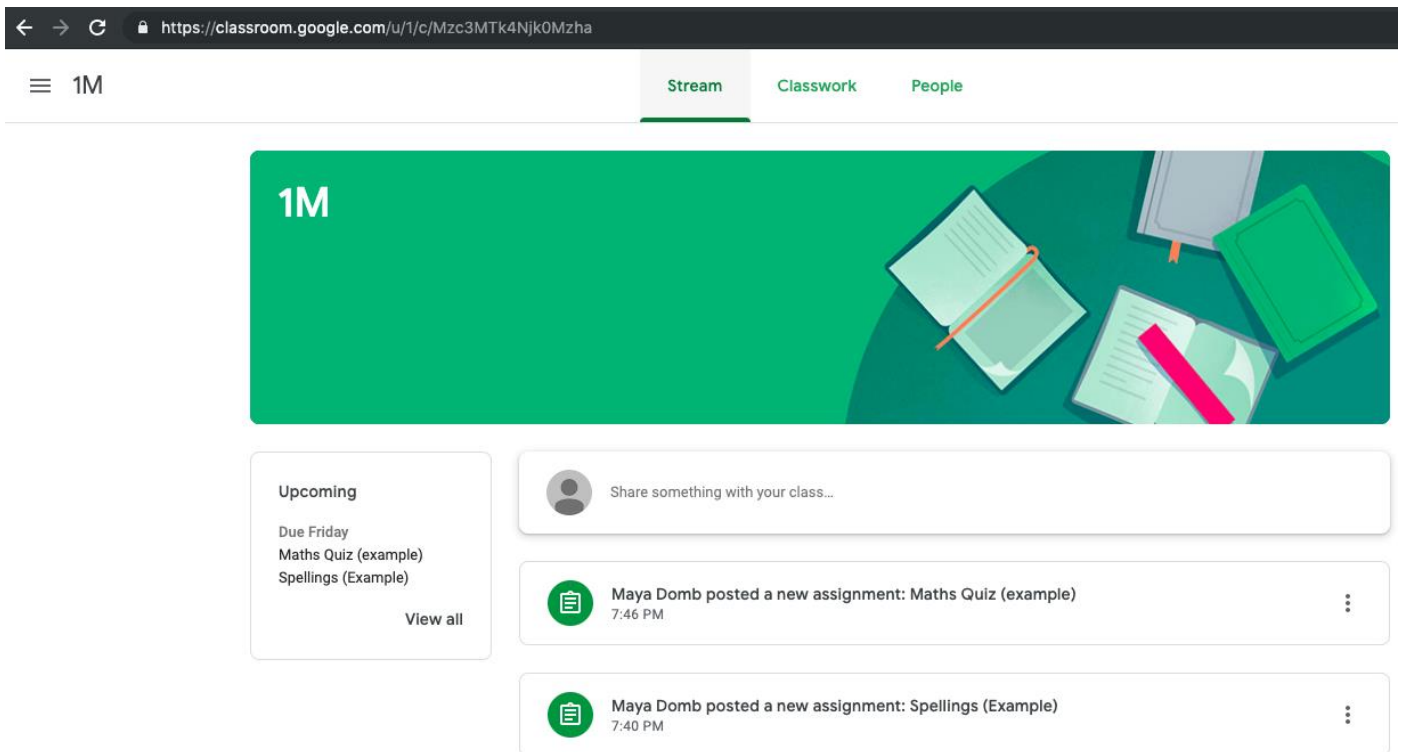 https://classroom.google.com/u/1/c/Mzc3MTk4Njk0Mzha
1M
Stream
Classwork
People
1M
Upcoming
Due Friday
Maths Quiz (example)
Spellings (Example)
View all
Share something with your class...
Maya Domb posted a new assignment: Maths Quiz (example)
7:46 PM
Maya Domb posted a new assignment: Spellings (Example)
7:40 PM